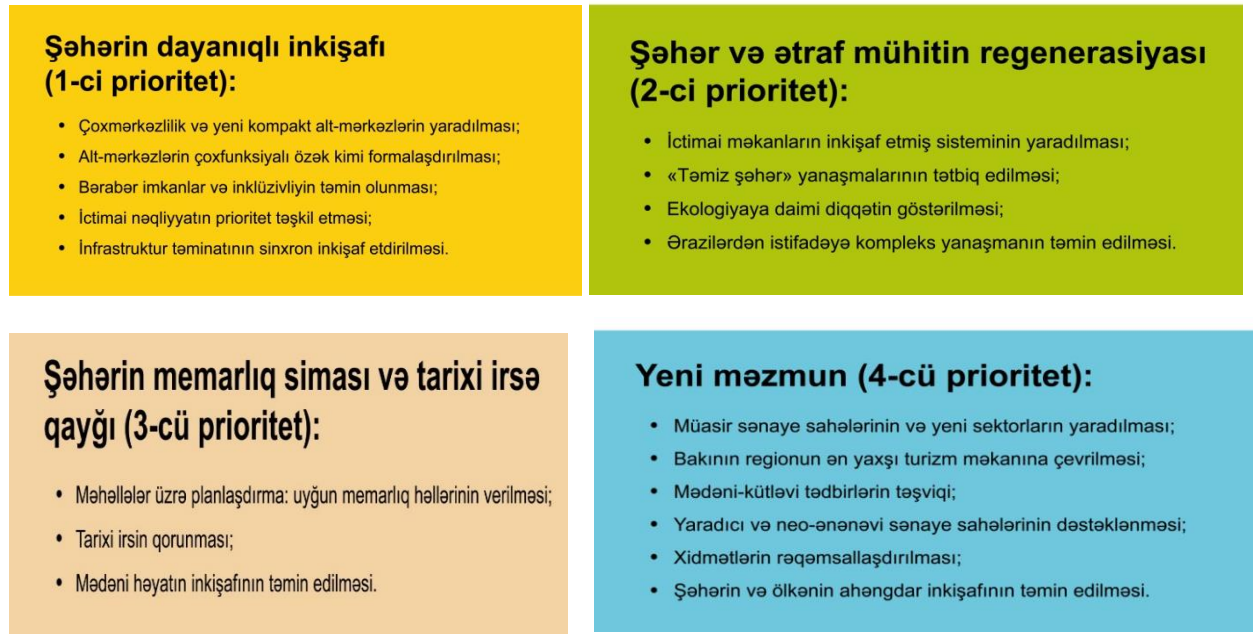 Şəhərin dayanıqlı inkişafı
(1-ci prioritet):
• Çoxmərkəzlilik və yeni kompakt alt-mərkəzlərin yaradılması;
• Alt-mərkəzlərin çoxfunksiyalı özək kimi formalaşdırılması;
• Bərabər imkanlar və inklüzivliyin təmin olunması;
• İctimai nəqliyyatın prioritet təşkil etməsi;
• İnfrastruktur təminatının sinxron inkişaf etdirilməsi.
Şəhər və ətraf mühitin regenerasiyası
(2-ci prioritet):
• İctimai məkanların inkişaf etmiş sisteminin yaradılması;
• «Təmiz şəhər» yanaşmalarının tətbiq edilməsi;
• Ekologiyaya daimi diqqətin göstərilməsi;
• Ərazilərdən istifadəyə kompleks yanaşmanın təmin edilməsi.
Şəhərin memarlıq siması və tarixi irsə
qayğı (3-cü prioritet):
• Məhəllələr üzrə planlaşdırma: uyğun memarlıq həllərinin verilməsi;
• Tarixi irsin qorunması;
• Mədəni həyatın inkişafının təmin edilməsi.
Yeni məzmun (4-cü prioritet):
• Müasir sənaye sahələrinin və yeni sektorların yaradılması;
• Bakının regionun ən yaxşı turizm məkanına çevrilməsi;
• Mədəni-kütləvi tədbirlərin təşviqi;
• Yaradıcı və neo-ənənəvi sənaye sahələrinin dəstəklənməsi;
• Xidmətlərin rəqəmsallaşdırılması;
• Şəhərin və ölkənin ahəngdar inkişafının təmin edilməsi.